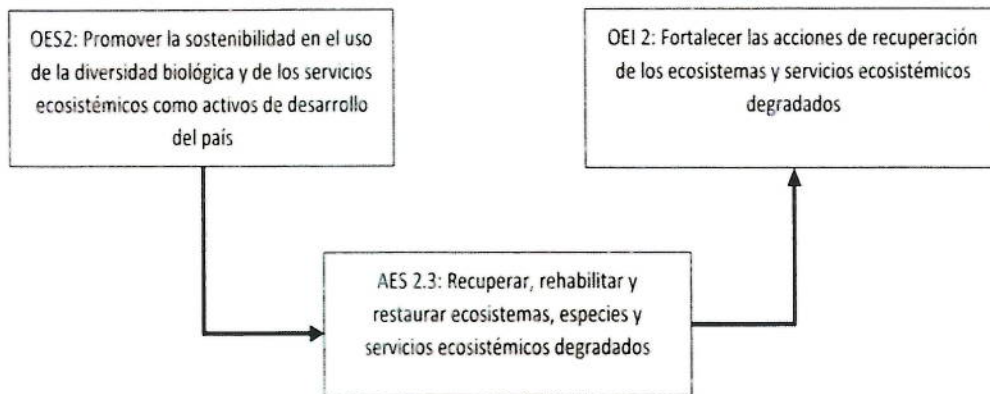 OES2: Promover la sostenibilidad en el uso
de la diversidad biológica y de los servicios
ecosistémicos como activos de desarrollo
del país
OEI 2: Fortalecer las acciones de recuperación
de los ecosistemas y servicios ecosistémicos
degradados
AES 2.3: Recuperar, rehabilitar y
restaurar ecosistemas, especies y
servicios ecosistémicos degradados